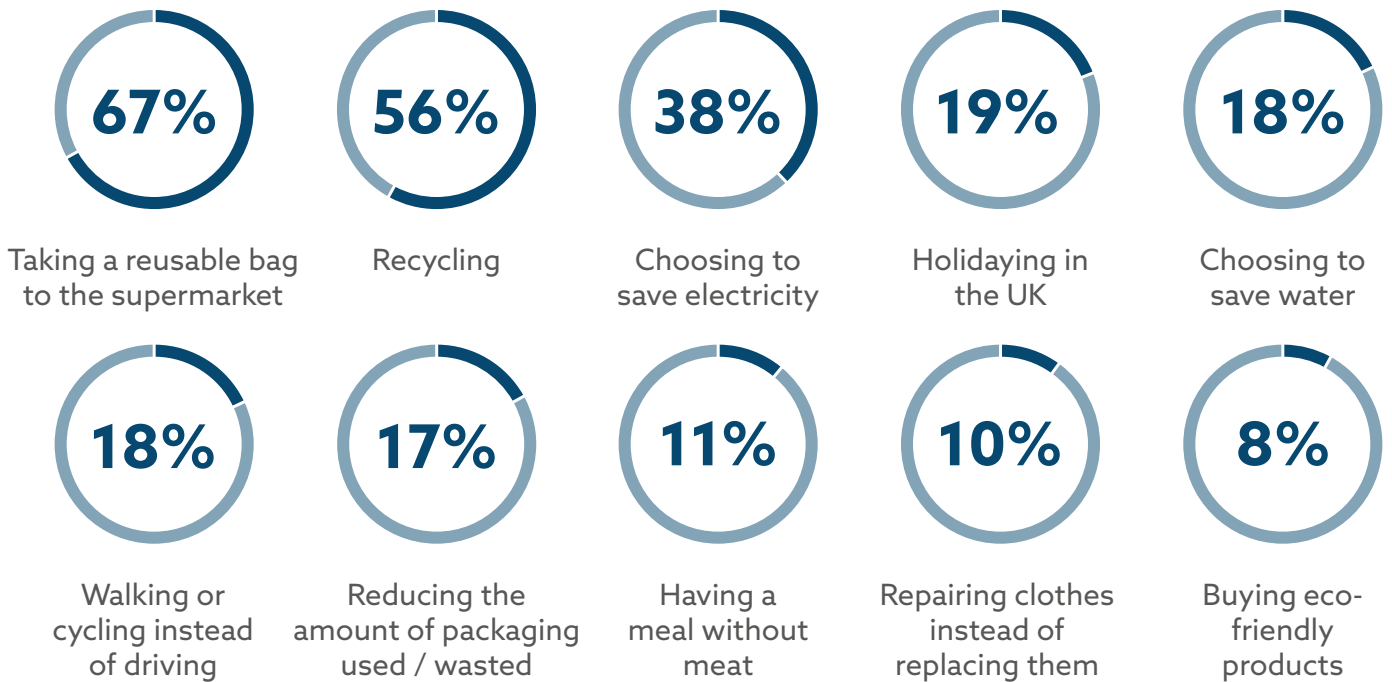 67%
56%
38%
19%
18%
Taking a reusable bag
to the supermarket
Recycling
Choosing to
save electricity
Holidaying in
the UK
Choosing to
save water
18%
17%
11%
10%
8%
Walking or
cycling instead
of driving
Reducing the
amount of packaging
used / wasted
Having a
meal without
meat
Repairing clothes
instead of
replacing them
Buying eco-
friendly
products